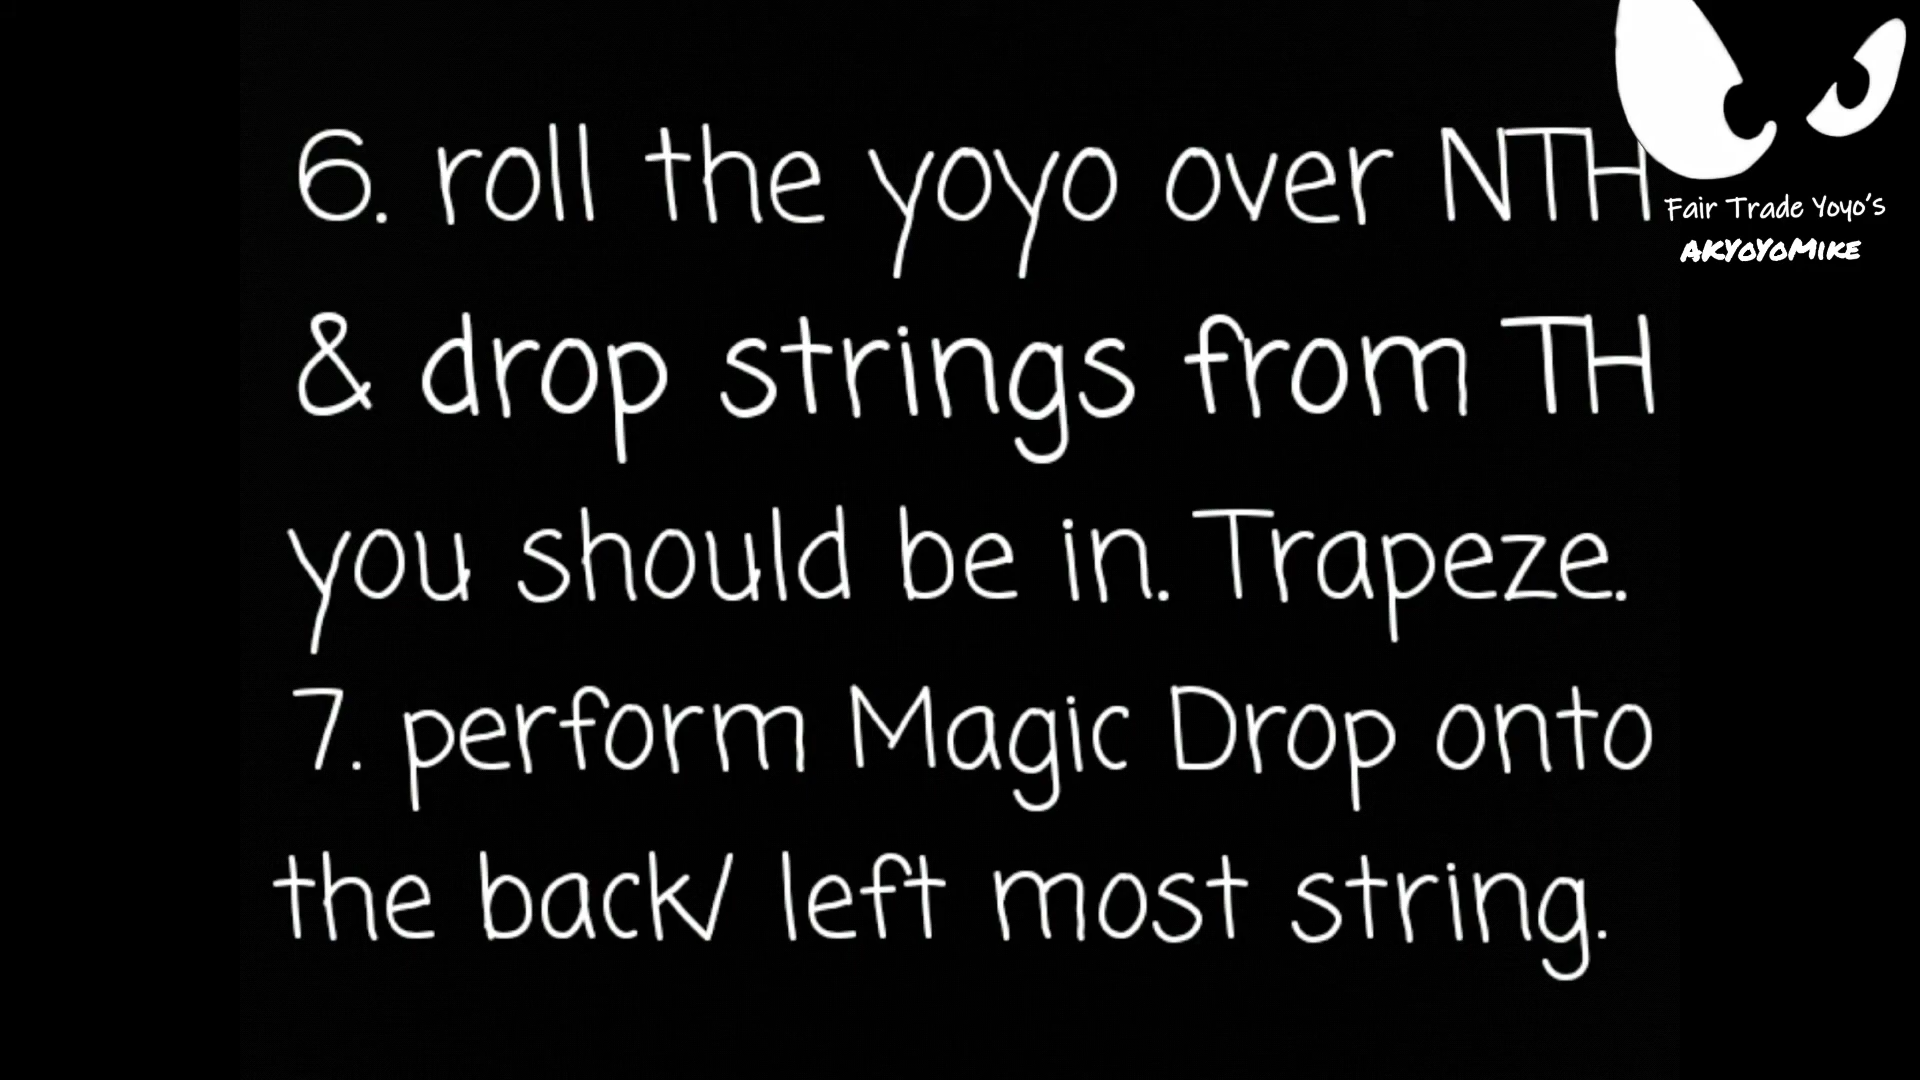 6. roll the yoyo over NTH
& drop strings from TH
you should be in. Trapeze.
7. perform Magic Drop onto
the back/ left most string.
Fair Trade Yoyo's
AKYOYOMIKE